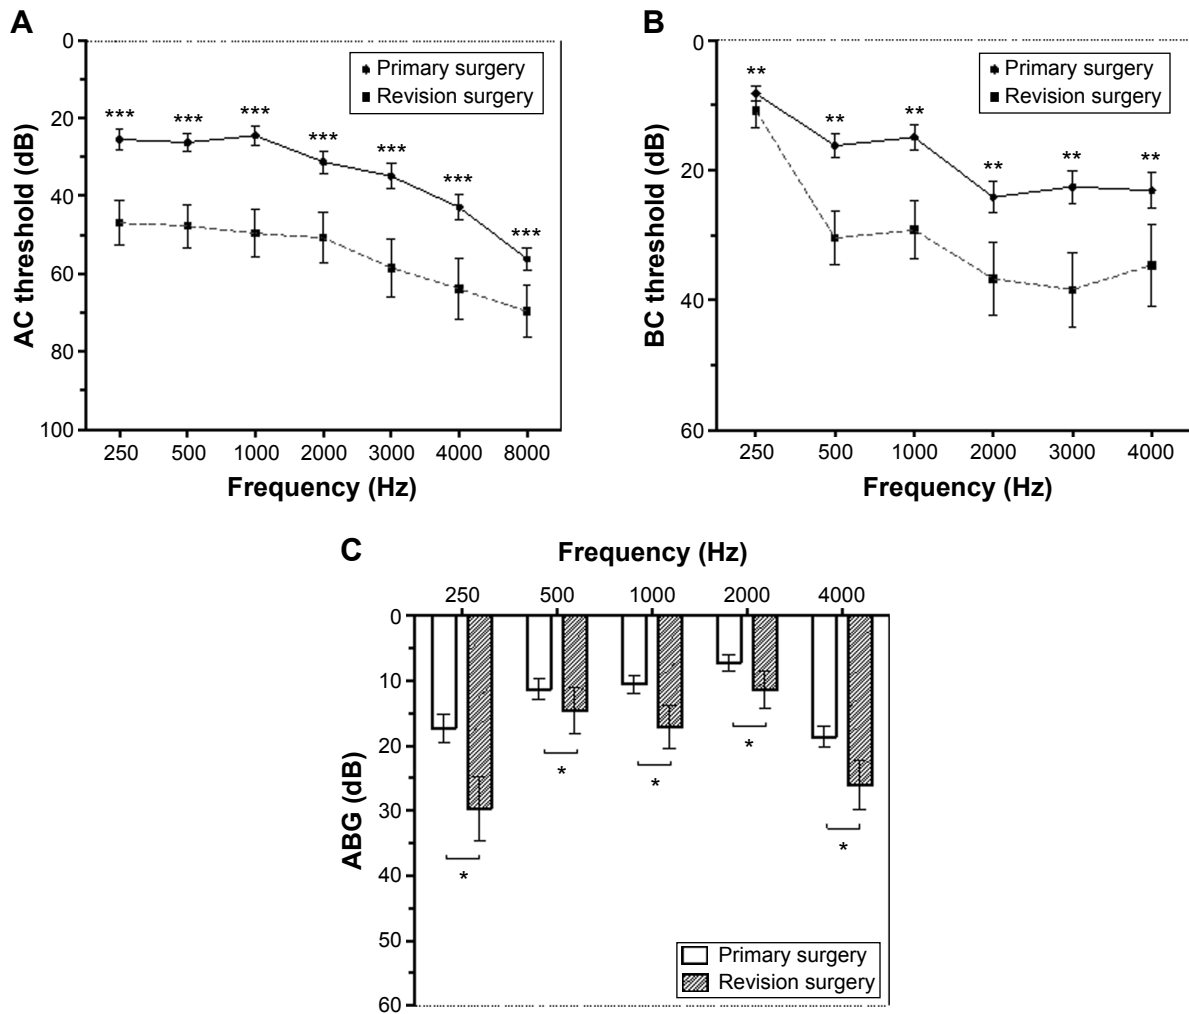 A
AC threshold (dB)
0
20
40
60
80
100
Primary surgery
Revision surgery
*** *** *** *** *** *** ***
250 500 1000 2000 3000 4000 8000
Frequency (Hz)
B
BC threshold (dB)
0
20
40
60
Primary surgery
Revision surgery
** ** ** ** ** **
250 500 1000 2000 3000 4000
Frequency (Hz)
C
Frequency (Hz)
250 500 1000 2000 4000
ABG (dB)
0
10
20
30
40
50
60
* * * * *
Primary surgery
Revision surgery